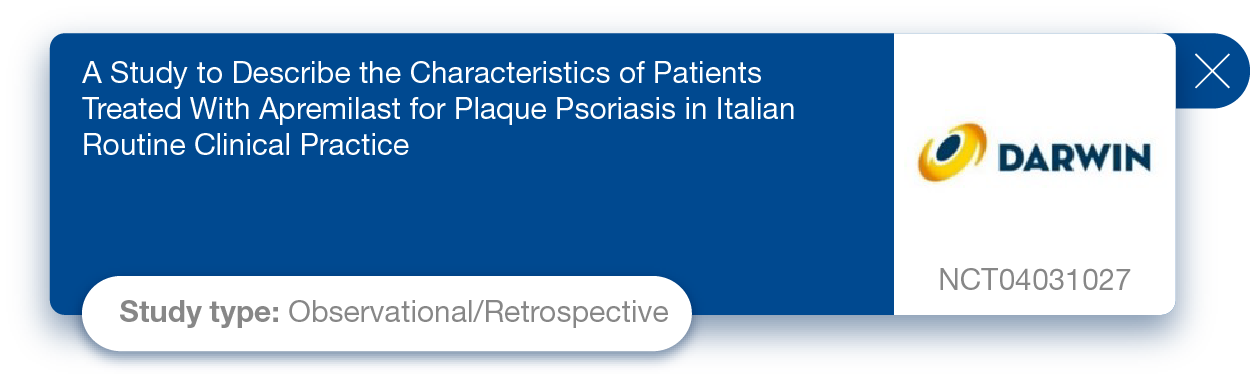 A Study to Describe the Characteristics of Patients
Treated With Apremilast for Plaque Psoriasis in Italian
Routine Clinical Practice
DARWIN
NCT04031027
Study type: Observational/Retrospective